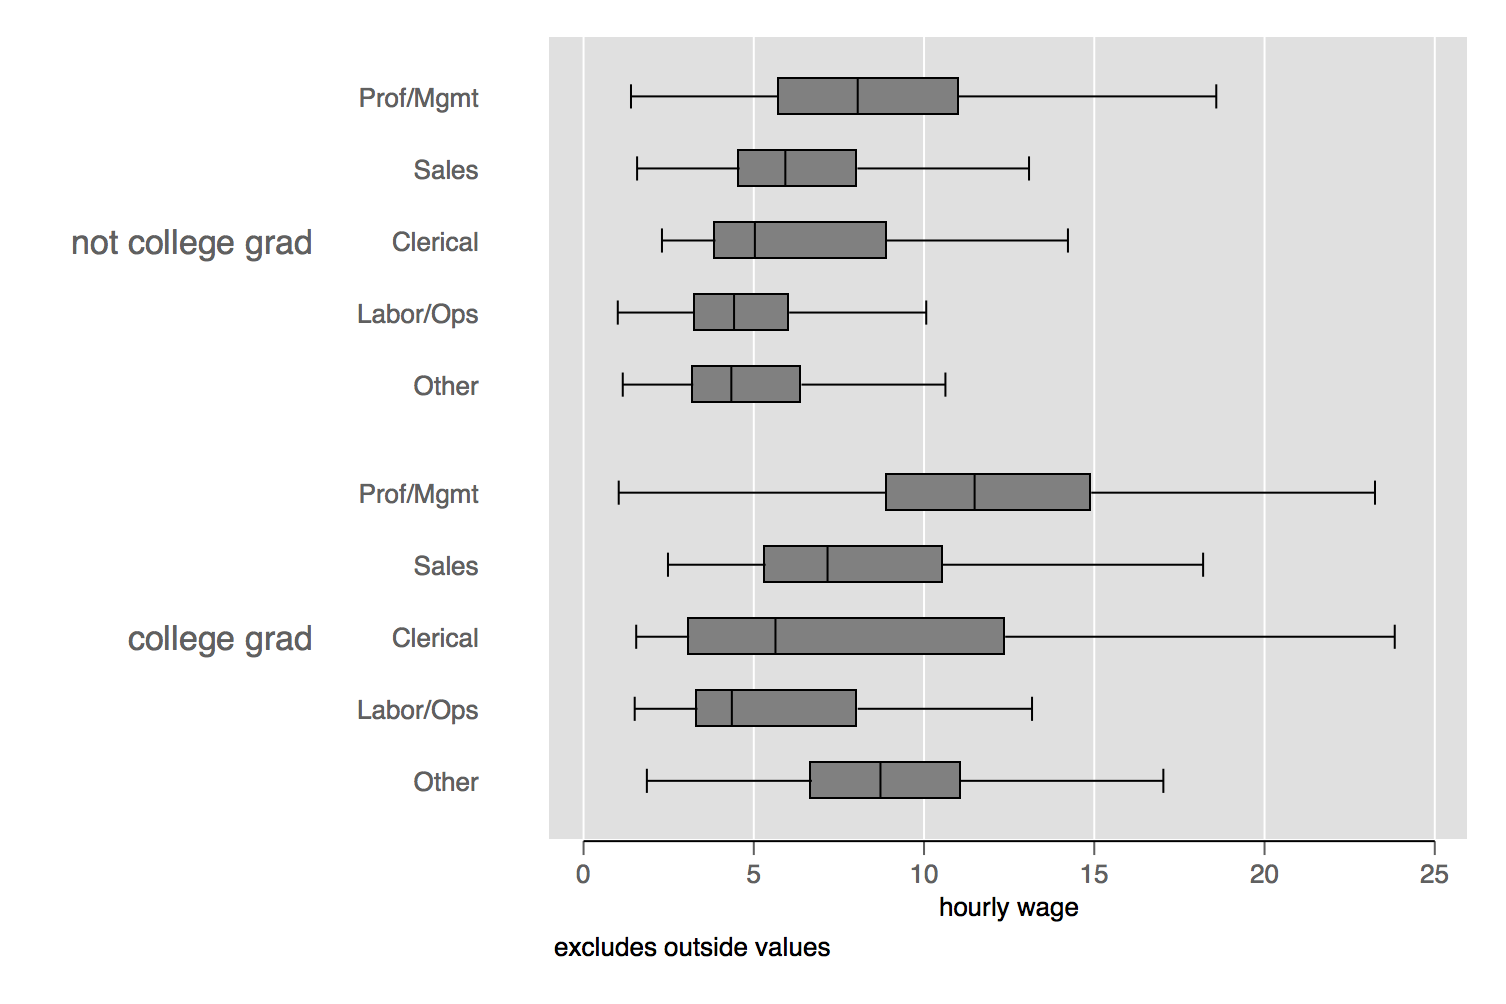 Prof/Mgmt
Sales
not college grad Clerical
Labor/Ops
Other
Prof/Mgmt
Sales
college grad Clerical
Labor/Ops
Other
0 5 10 15 20 25
hourly wage
excludes outside values